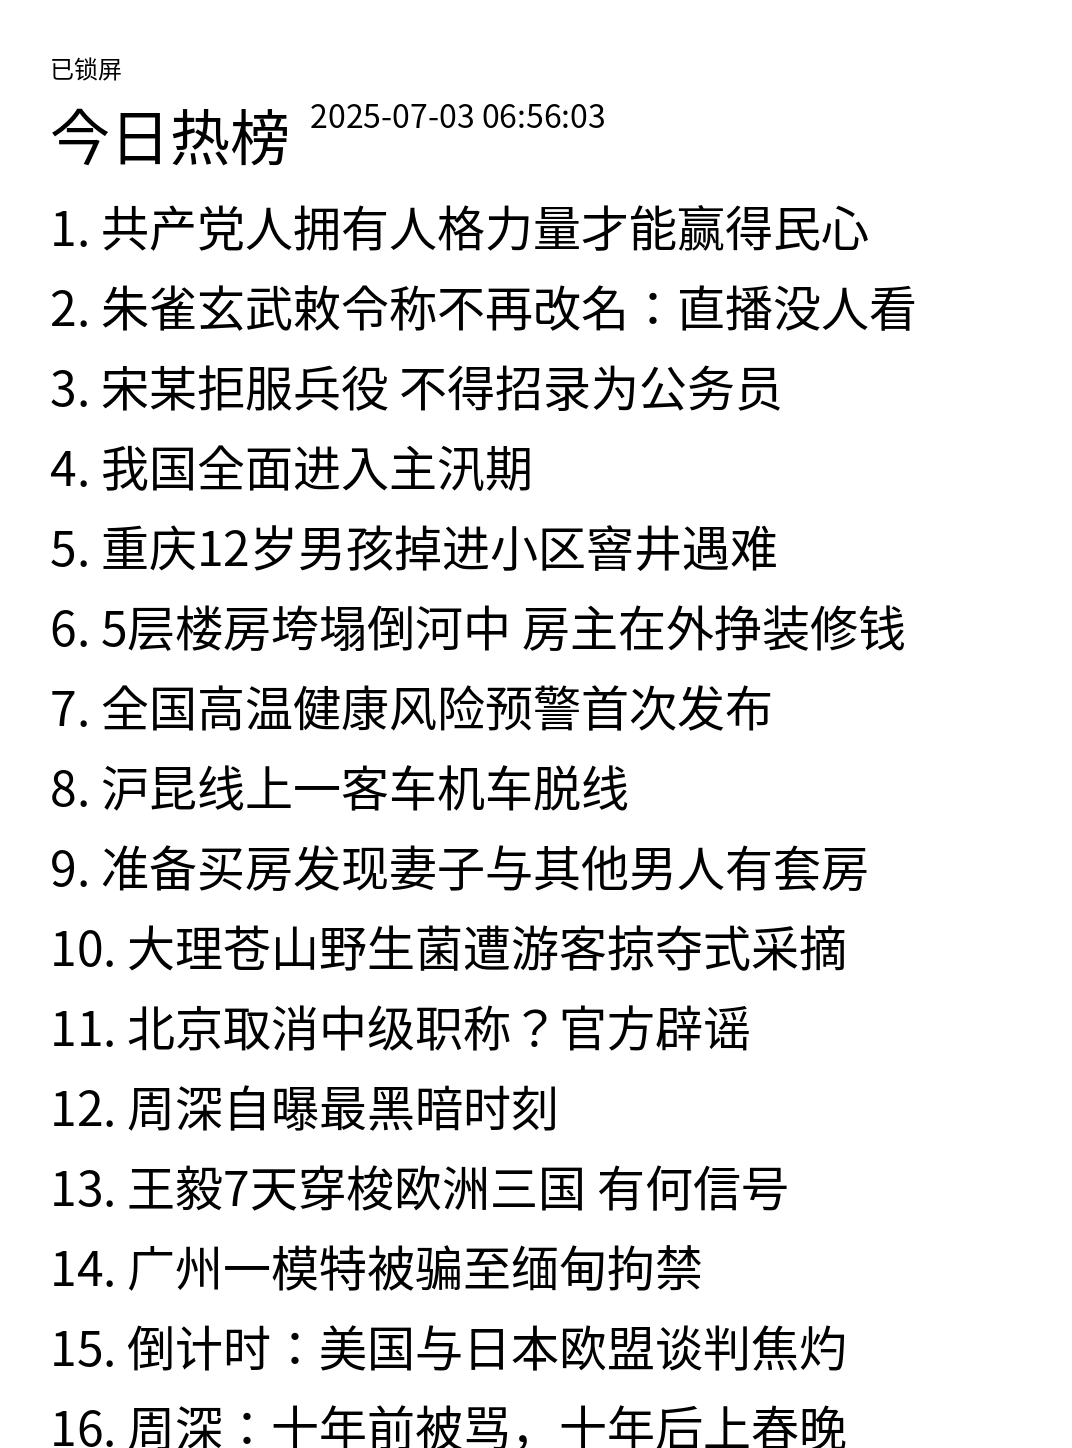 已锁屏
今日热榜 2025-07-03 06:56:03
1. 共产党人拥有人格力量才能赢得民心
2. 朱雀玄武敕令称不再改名：直播没人看
3. 宋某拒服兵役 不得招录为公务员
4. 我国全面进入主汛期
5. 重庆12岁男孩掉进小区窨井遇难
6. 5层楼房垮塌倒河中 房主在外挣装修钱
7. 全国高温健康风险预警首次发布
8. 沪昆线上一客车机车脱线
9. 准备买房发现妻子与其他男人有套房
10. 大理苍山野生菌遭游客掠夺式采摘
11. 北京取消中级职称？官方辟谣
12. 周深自曝最黑暗时刻
13. 王毅7天穿梭欧洲三国 有何信号
14. 广州一模特被骗至缅甸拘禁
15. 倒计时：美国与日本欧盟谈判焦灼
16. 周深：十年前被骂，十年后上春晚